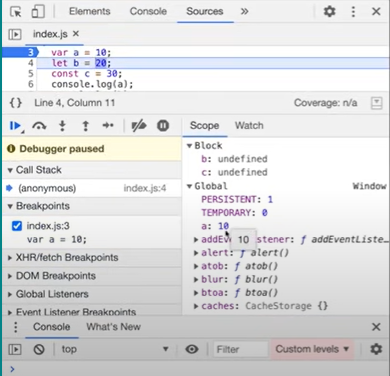 Elements Console Sources »
index.js ×
3 var a = 10;
4 let b = 20;
5 const c = 30;
6 console.log(a);
{} Line 4, Column 11 Coverage: n/a
Debugger paused
Call Stack
(anonymous) index.js:4
Breakpoints
index.js:3
var a = 10;
XHR/fetch Breakpoints
DOM Breakpoints
Global Listeners
Event Listener Breakpoints
Scope Watch
Block
b: undefined
c: undefined
Global Window
PERSISTENT: 1
TEMPORARY: 0
a: 10
10
ƒ addEventListe…
alert: ƒ alert()
atob: ƒ atob()
blur: ƒ blur()
btoa: ƒ btoa()
caches: CacheStorage {}
Console What's New ×
top Filter Custom levels